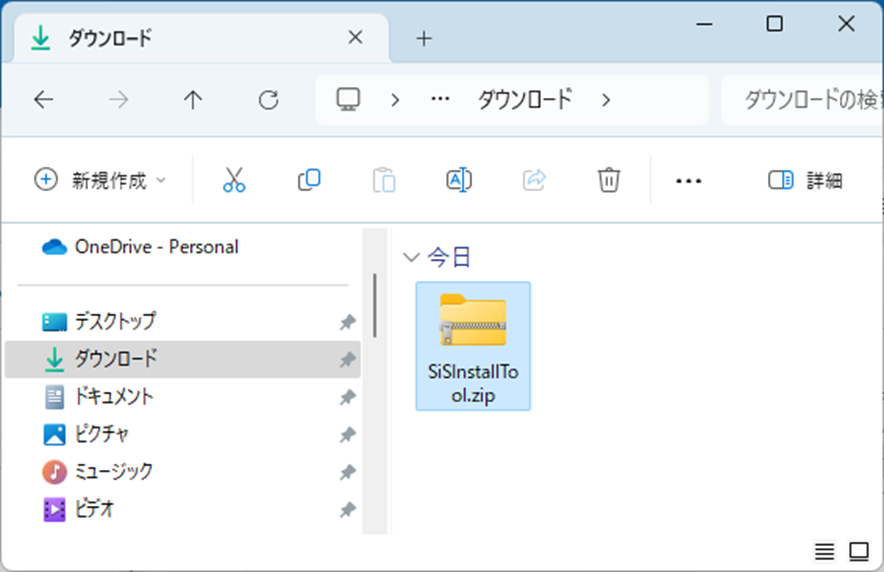 ダウンロード
ダウンロード
ダウンロードの検
新規作成
詳細
OneDrive - Personal
デスクトップ
ダウンロード
ドキュメント
ピクチャ
ミュージック
ビデオ
今日
SiSInstallTo
ol.zip